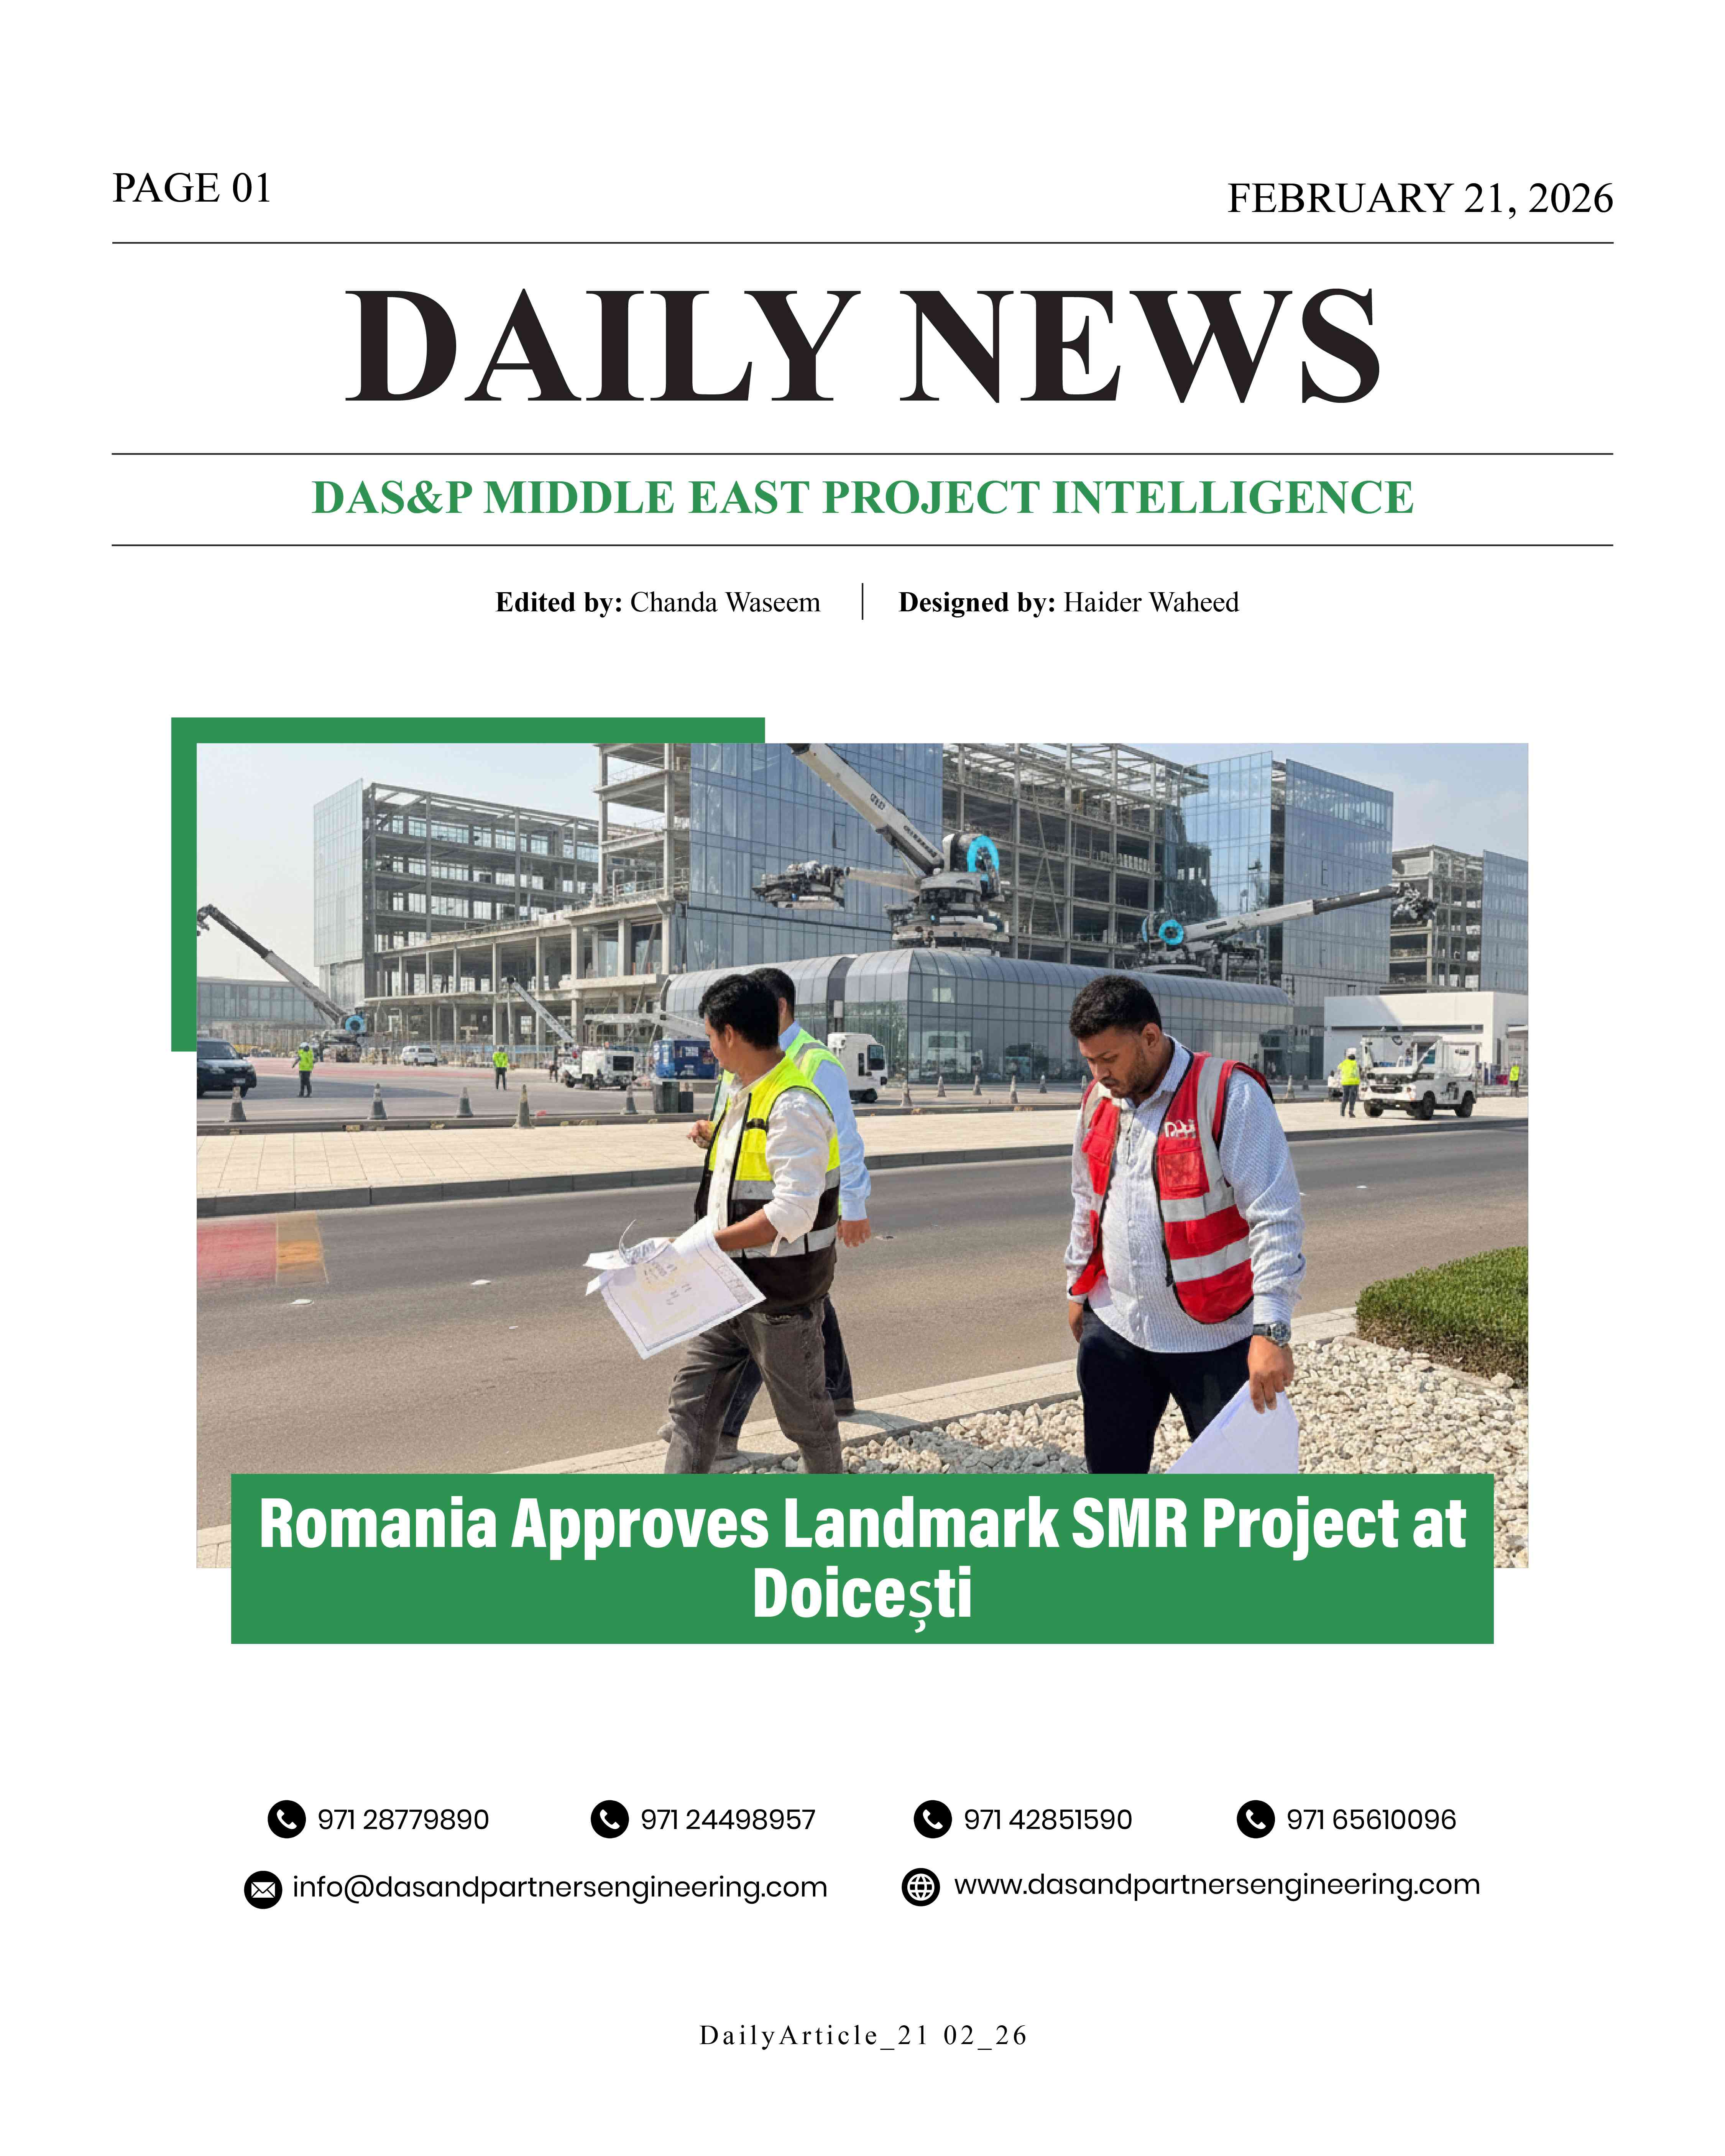 PAGE 01
FEBRUARY 21, 2026
DAILY NEWS
DAS&P MIDDLE EAST PROJECT INTELLIGENCE
Edited by: Chanda Waseem
Designed by: Haider Waheed
Romania Approves Landmark SMR Project at
Doicești
971 28779890
971 24498957
971 42851590
971 65610096
info@dasandpartnersengineering.com
www.dasandpartnersengineering.com
DailyArticle_21 02_26